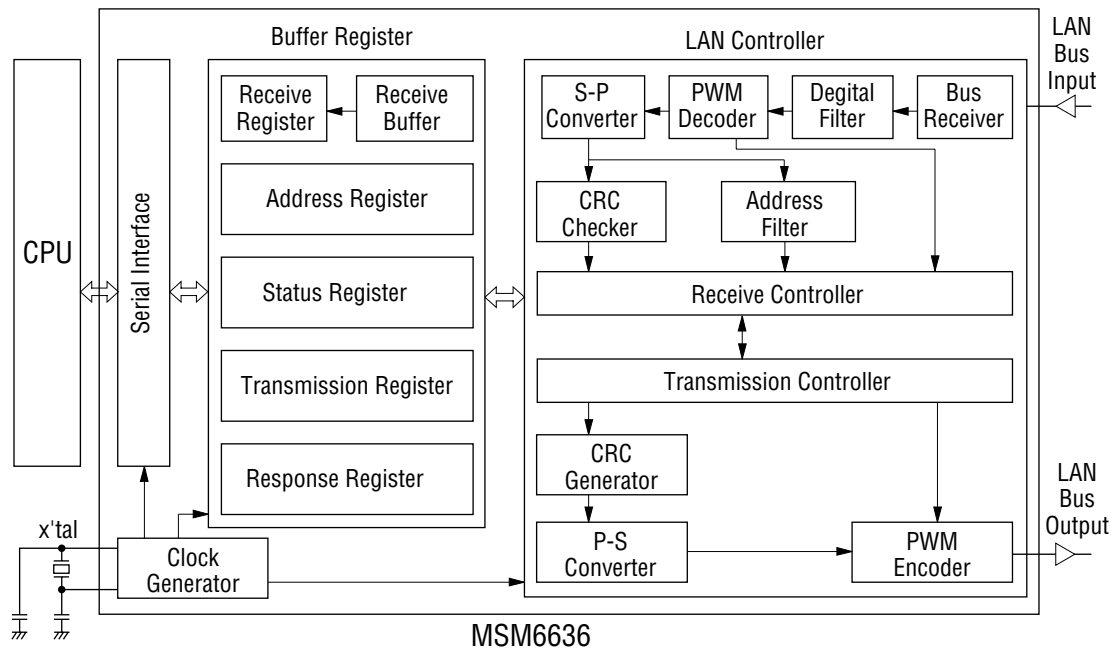 Buffer Register
LAN Controller
LAN
Bus
Input
CPU
Serial Interface
Receive
Register
Receive
Buffer
S-P
Converter
PWM
Decoder
Degital
Filter
Bus
Receiver
Address Register
CRC
Checker
Address
Filter
Status Register
Receive Controller
Transmission Register
Transmission Controller
Response Register
CRC
Generator
LAN
Bus
Output
x'tal
Clock
Generator
P-S
Converter
PWM
Encoder
MSM6636